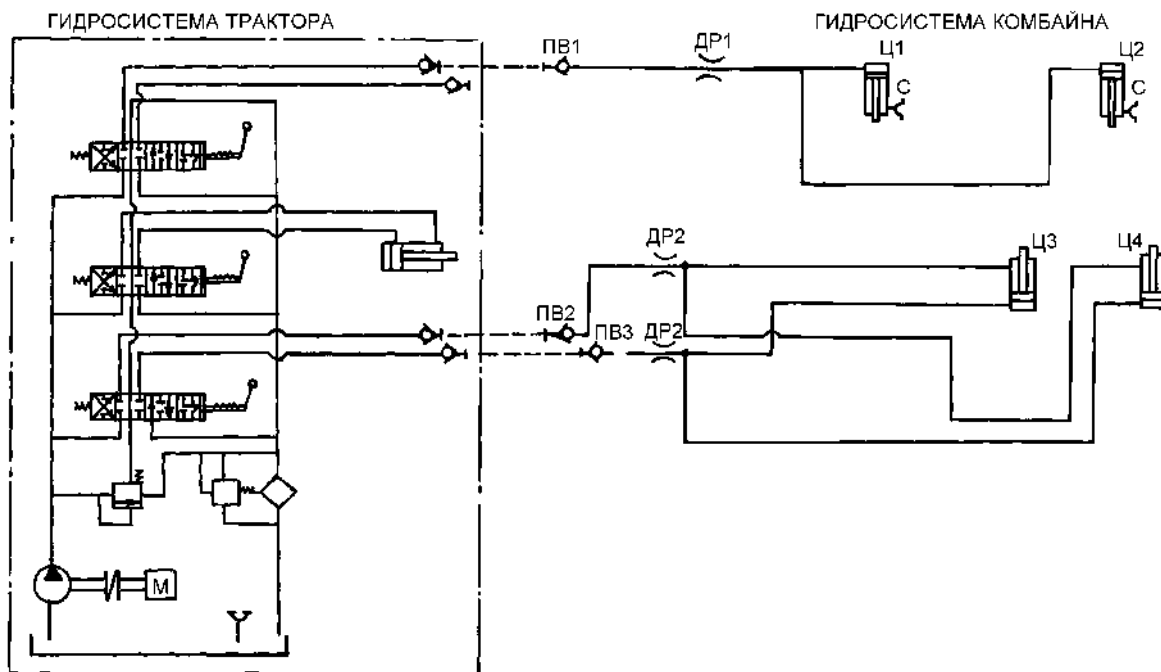 ГИДРОСИСТЕМА ТРАКТОРА
ГИДРОСИСТЕМА КОМБАЙНА
ПВ1
ДР1
Ц1
Ц2
С
С
ДР2
Ц3
Ц4
ПВ2
ПВ3
ДР2
М